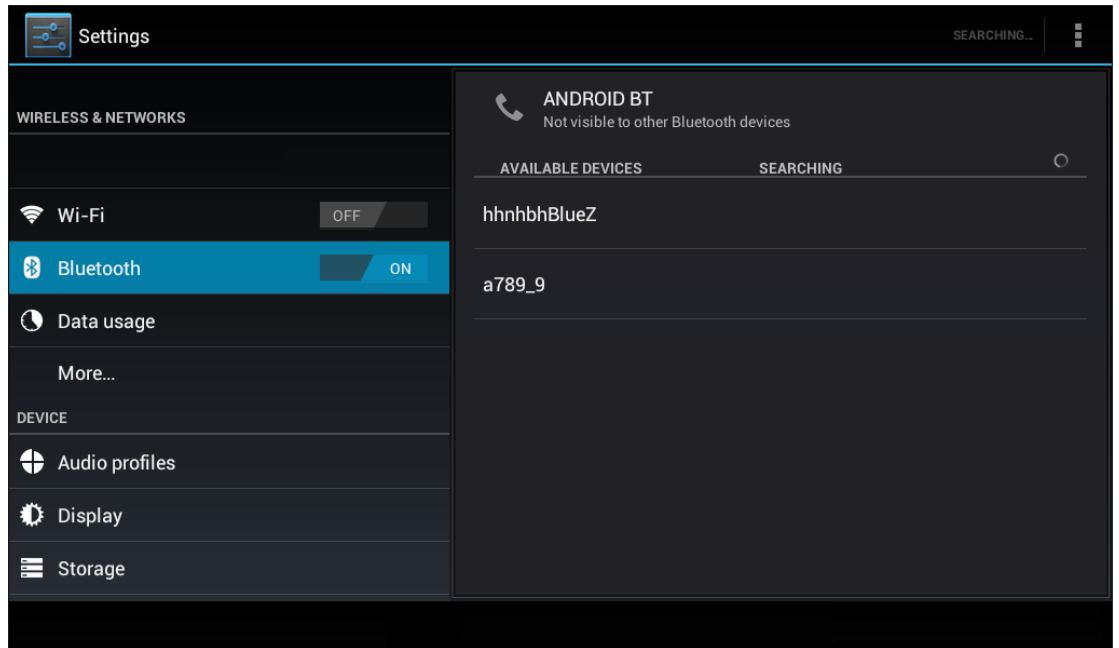 Settings
SEARCHING...
WIRELESS & NETWORKS
Wi-Fi OFF
Bluetooth ON
Data usage
More...
DEVICE
Audio profiles
Display
Storage
ANDROID BT
Not visible to other Bluetooth devices
AVAILABLE DEVICES SEARCHING
hhnhbhBlueZ
a789_9